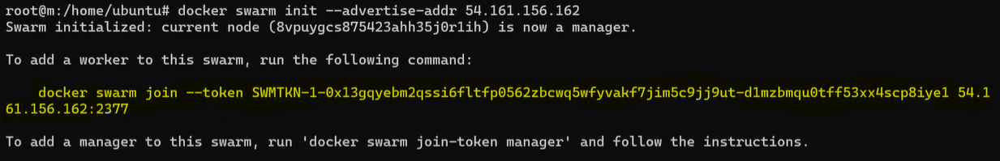 root@m:/home/ubuntu# docker swarm init --advertise-addr 54.161.156.162
Swarm initialized: current node (8vpuygcs875423ahh35j0r1ih) is now a manager.
To add a worker to this swarm, run the following command:
docker swarm join --token SWMTKN-1-0x13gqyebm2qssi6fltfp0562zbcwq5wfyvakf7jim5c9jj9ut-d1mzbmqu0tff53xx4scp8iye1 54.1
61.156.162:2377
To add a manager to this swarm, run 'docker swarm join-token manager' and follow the instructions.